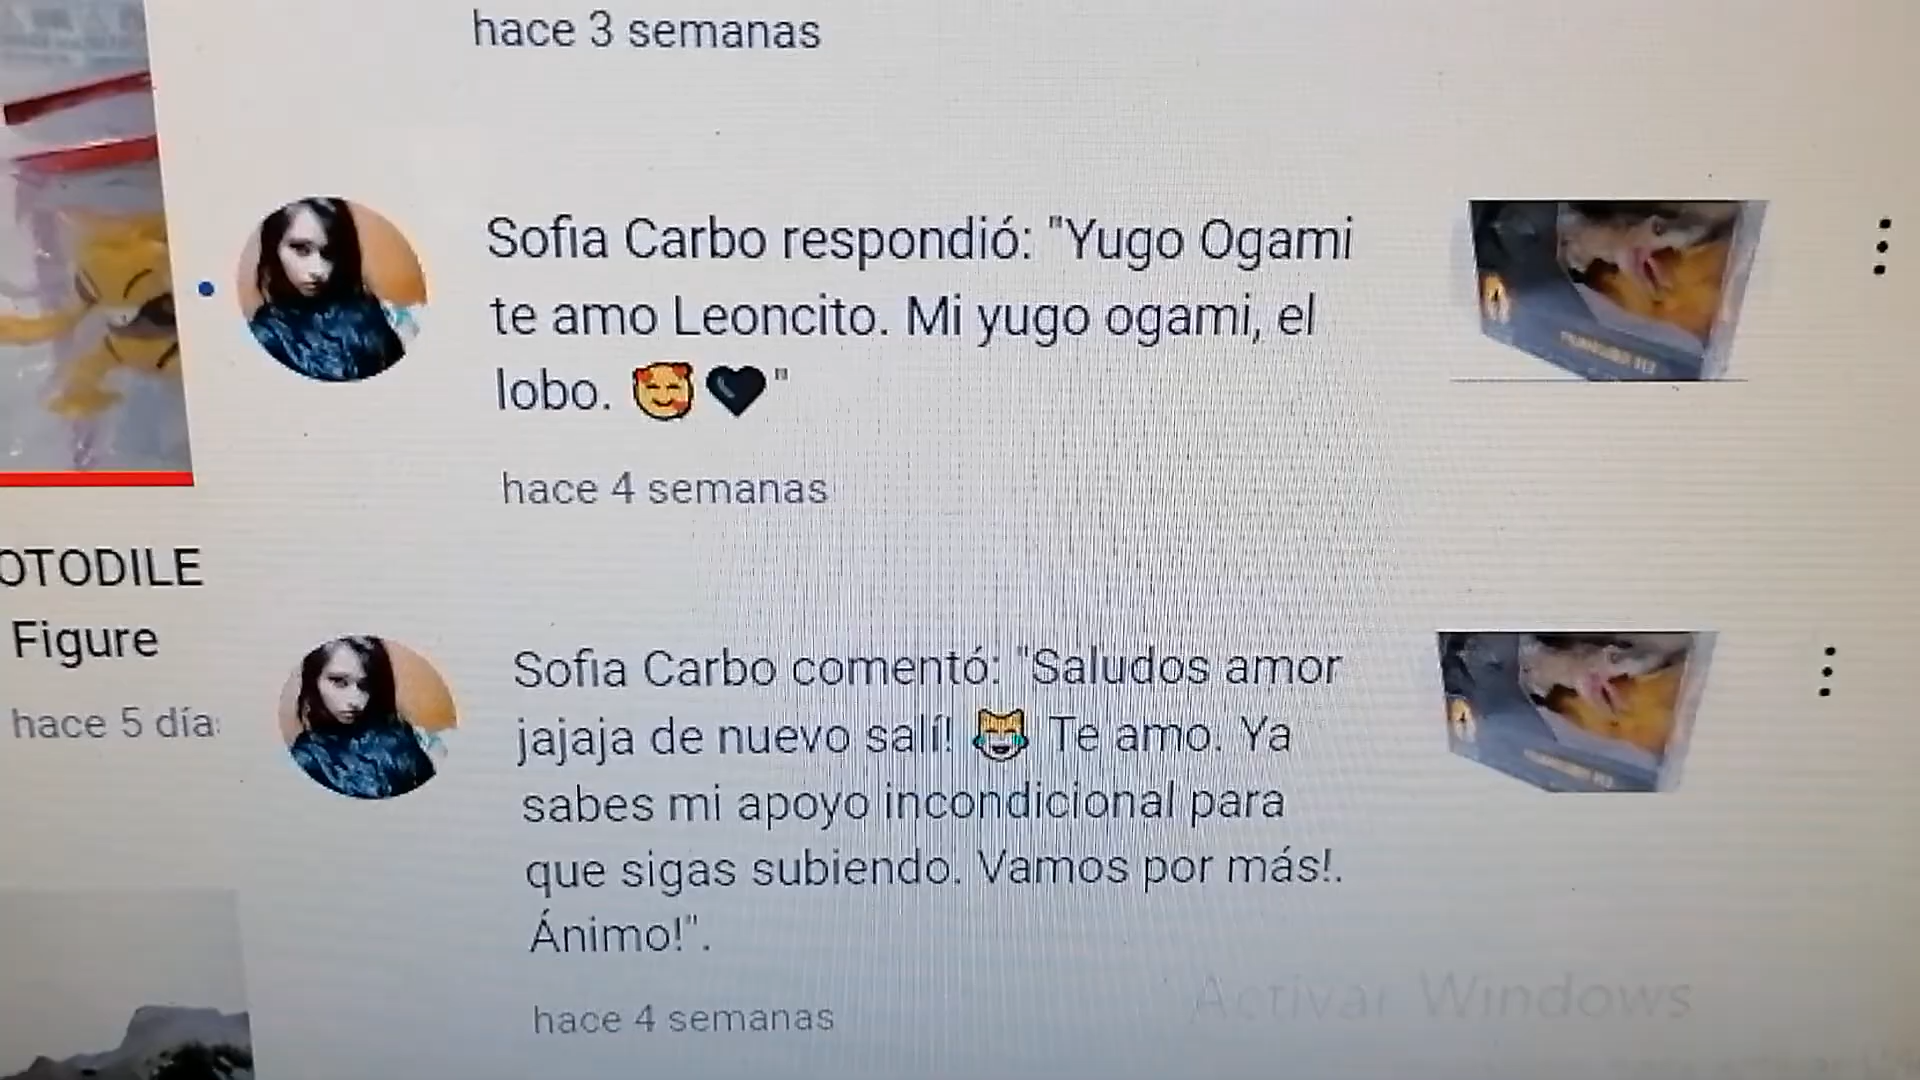 hace 3 semanas
Sofia Carbo respondió: "Yugo Ogami
te amo Leoncito. Mi yugo ogami, el
lobo. 🥰🖤"
hace 4 semanas
OTODILE
Figure
hace 5 día
Sofia Carbo comentó: "Saludos amor
jajaja de nuevo salí! 😹 Te amo. Ya
sabes mi apoyo incondicional para
que sigas subiendo. Vamos por más!.
Ánimo!".
hace 4 semanas
Activar Windows